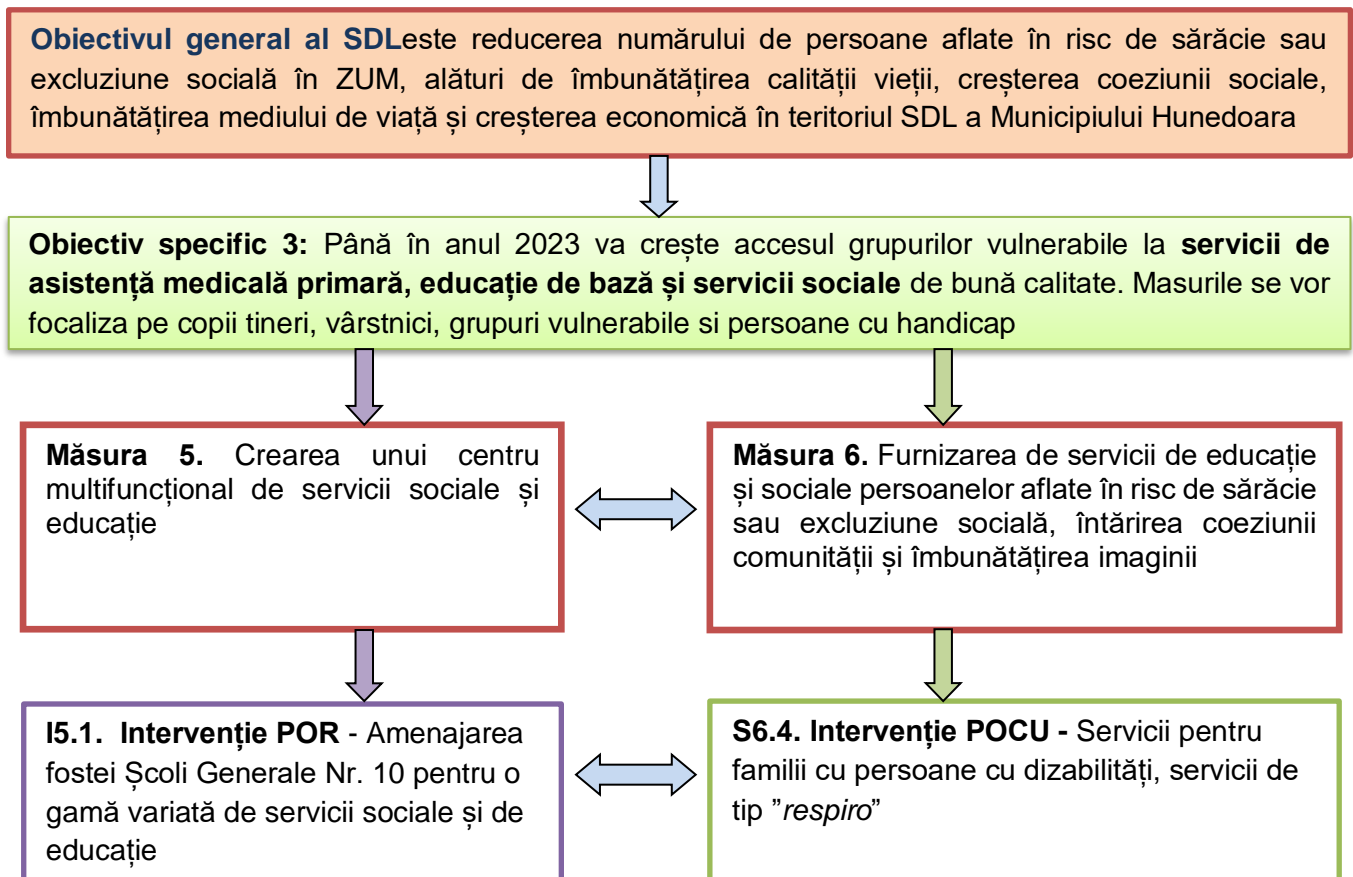 Obiectivul general al SDLeste reducerea numărului de persoane aflate în risc de sărăcie sau
excluziune socială în ZUM, alături de îmbunătățirea calității vieții, creșterea coeziunii sociale,
îmbunătățirea mediului de viață și creșterea economică în teritoriul SDL a Municipiului Hunedoara
Obiectiv specific 3: Până în anul 2023 va crește accesul grupurilor vulnerabile la servicii de
asistență medicală primară, educație de bază și servicii sociale de bună calitate. Masurile se vor
focaliza pe copii tineri, vârstnici, grupuri vulnerabile si persoane cu handicap
Măsura 5. Crearea unui centru
multifuncțional de servicii sociale și
educație
Măsura 6. Furnizarea de servicii de educație
și sociale persoanelor aflate în risc de sărăcie
sau excluziune socială, întărirea coeziunii
comunității și îmbunătățirea imaginii
I5.1. Intervenție POR - Amenajarea
fostei Școli Generale Nr. 10 pentru o
gamă variată de servicii sociale și de
educație
S6.4. Intervenție POCU - Servicii pentru
familii cu persoane cu dizabilități, servicii de
tip ”respiro”